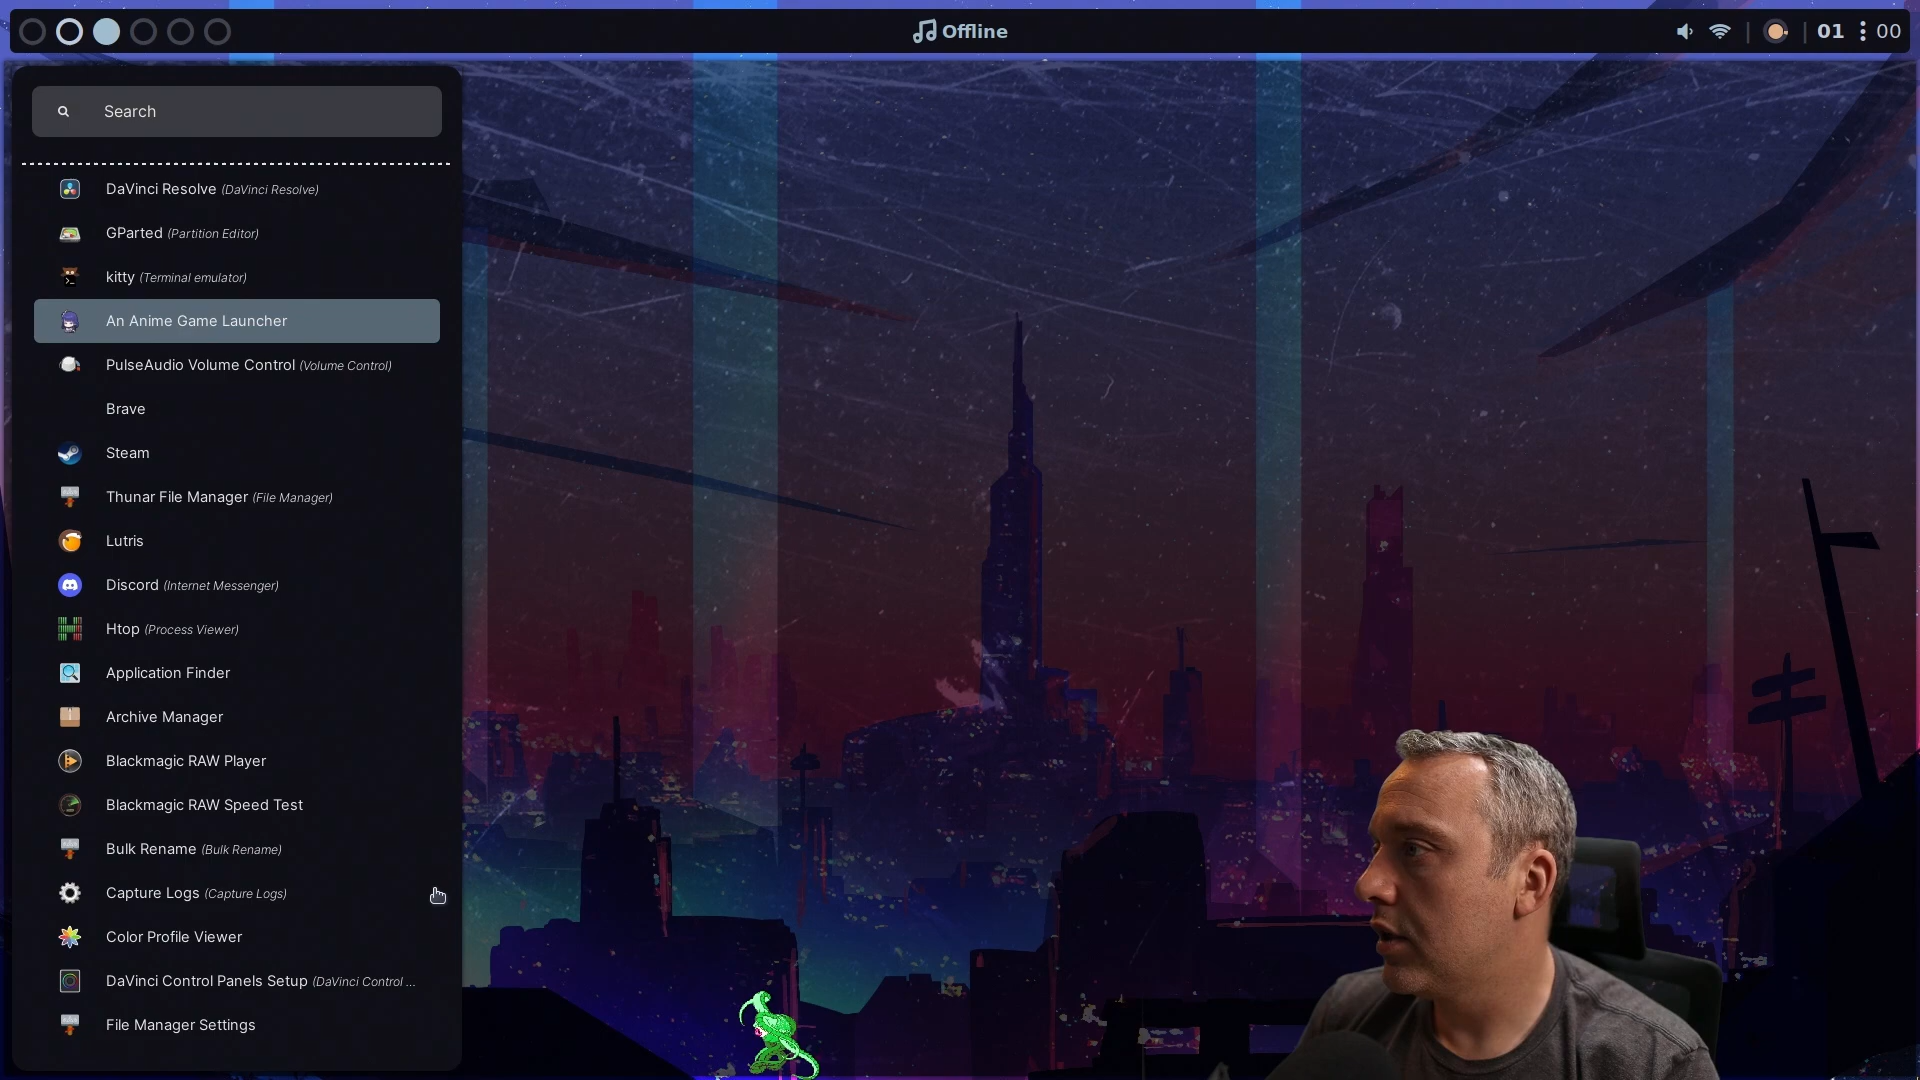 Offline
01
00
Search
DaVinci Resolve (DaVinci Resolve)
GParted (Partition Editor)
kitty (Terminal emulator)
An Anime Game Launcher
PulseAudio Volume Control (Volume Control)
Brave
Steam
Thunar File Manager (File Manager)
Lutris
Discord (Internet Messenger)
Htop (Process Viewer)
Application Finder
Archive Manager
Blackmagic RAW Player
Blackmagic RAW Speed Test
Bulk Rename (Bulk Rename)
Capture Logs (Capture Logs)
Color Profile Viewer
DaVinci Control Panels Setup (DaVinci Control ...
File Manager Settings